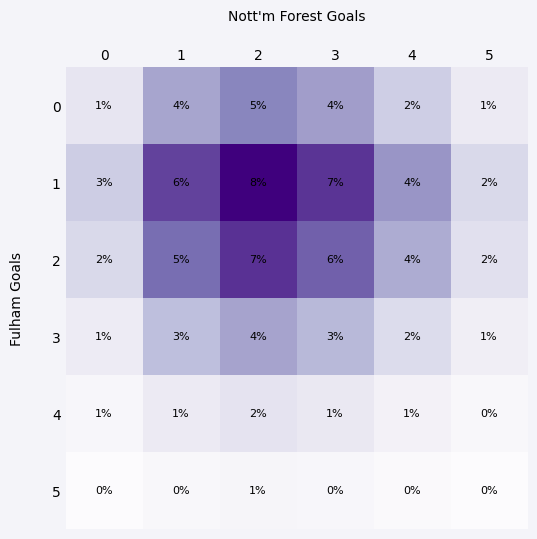 Nott'm Forest Goals
0 1 2 3 4 5
0 1% 4% 5% 4% 2% 1%
1 3% 6% 8% 7% 4% 2%
2 2% 5% 7% 6% 4% 2%
3 1% 3% 4% 3% 2% 1%
4 1% 1% 2% 1% 1% 0%
5 0% 0% 1% 0% 0% 0%
Fulham Goals